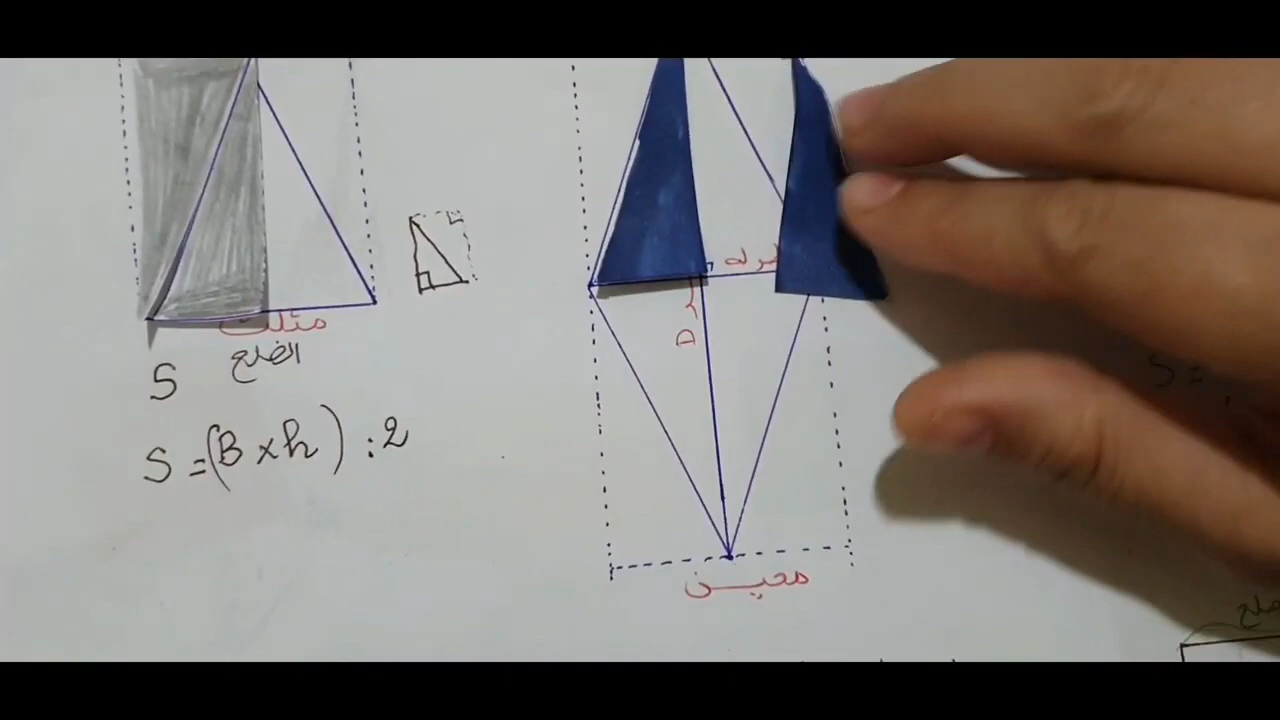 مثلث
الضلع
S
S = (B × h) : 2
D
معين
S =